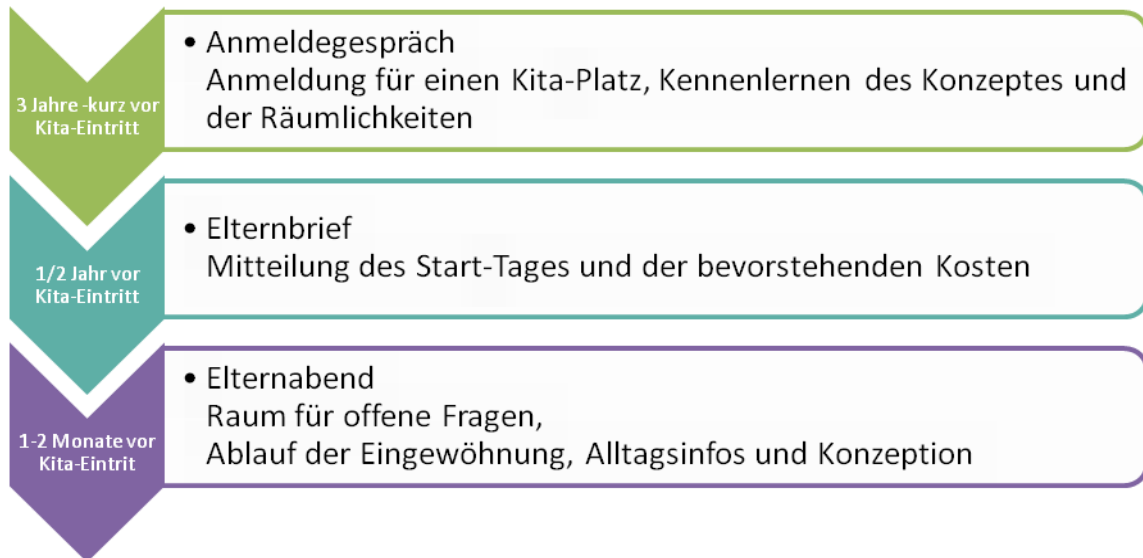 3 Jahre -kurz vor
Kita-Eintritt
• Anmeldegespräch
Anmeldung für einen Kita-Platz, Kennenlernen des Konzeptes und
der Räumlichkeiten
1/2 Jahr vor
Kita-Eintritt
• Elternbrief
Mitteilung des Start-Tages und der bevorstehenden Kosten
1-2 Monate vor
Kita-Eintrit
• Elternabend
Raum für offene Fragen,
Ablauf der Eingewöhnung, Alltagsinfos und Konzeption